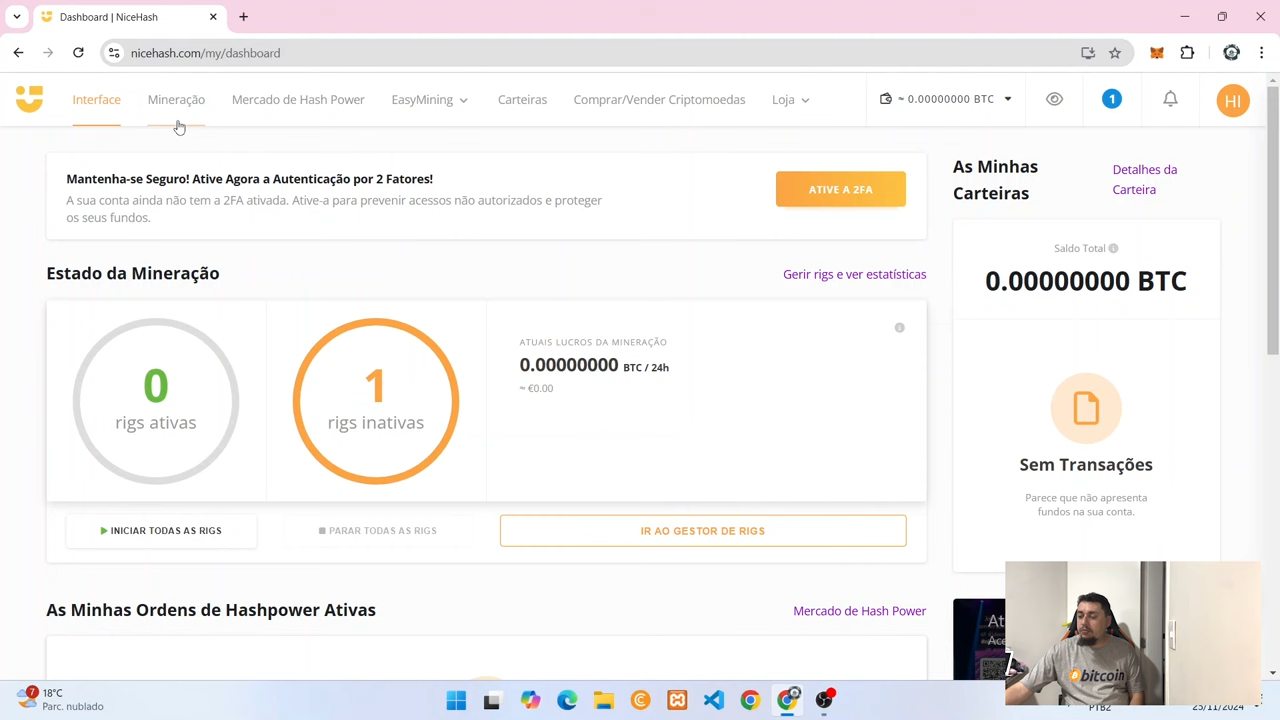 Dashboard | NiceHash
nicehash.com/my/dashboard
Interface
Mineração
Mercado de Hash Power
EasyMining
Carteiras
Comprar/Vender Criptomoedas
Loja
≈ 0.00000000 BTC
1
HI
Mantenha-se Seguro! Ative Agora a Autenticação por 2 Fatores!
A sua conta ainda não tem a 2FA ativada. Ative-a para prevenir acessos não autorizados e proteger
os seus fundos.
ATIVE A 2FA
As Minhas
Carteiras
Detalhes da
Carteira
Saldo Total
0.00000000 BTC
Sem Transações
Parece que não apresenta
fundos na sua conta.
Estado da Mineração
Gerir rigs e ver estatísticas
0
rigs ativas
1
rigs inativas
ATUAIS LUCROS DA MINERAÇÃO
0.00000000 BTC / 24h
≈ €0.00
INICIAR TODAS AS RIGS
PARAR TODAS AS RIGS
IR AO GESTOR DE RIGS
As Minhas Ordens de Hashpower Ativas
Mercado de Hash Power
bitcoin
7
18°C
Parc. nublado
PTB2
25/11/2024